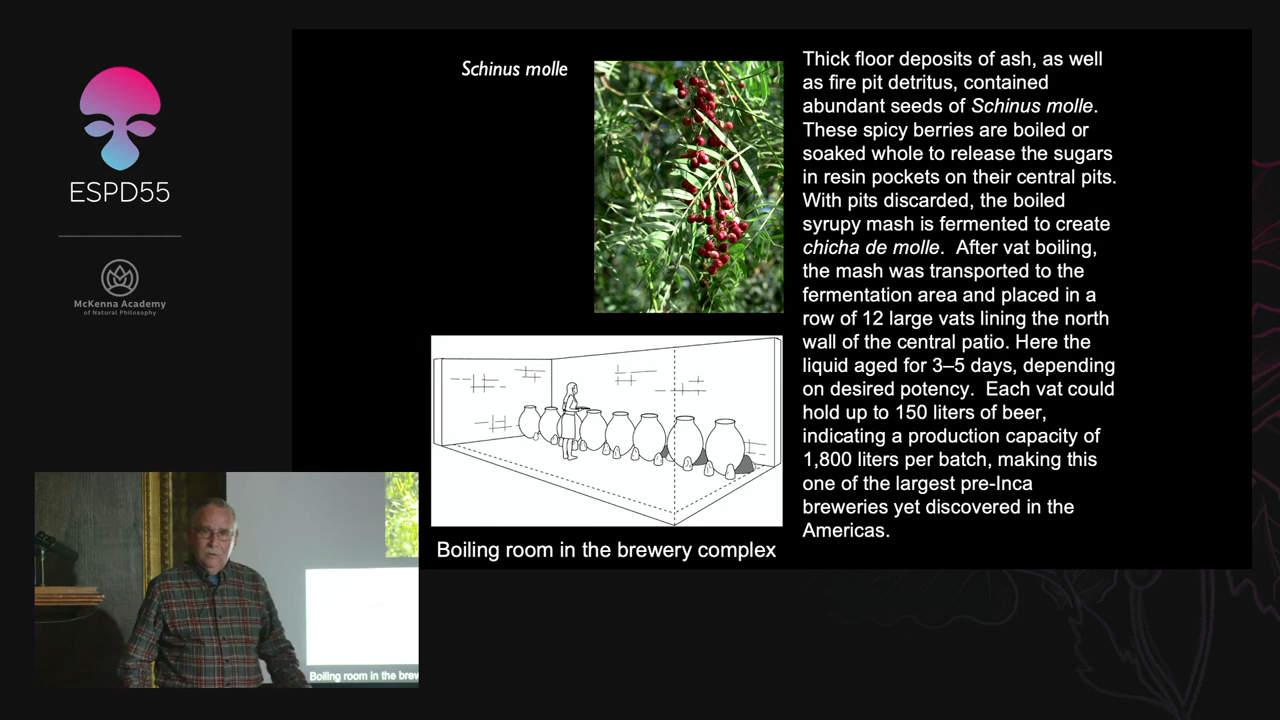 ESPD55
McKenna Academy
of Natural Philosophy
Schinus molle
Boiling room in the brewery complex
Thick floor deposits of ash, as well
as fire pit detritus, contained
abundant seeds of Schinus molle.
These spicy berries are boiled or
soaked whole to release the sugars
in resin pockets on their central pits.
With pits discarded, the boiled
syrupy mash is fermented to create
chicha de molle.  After vat boiling,
the mash was transported to the
fermentation area and placed in a
row of 12 large vats lining the north
wall of the central patio. Here the
liquid aged for 3–5 days, depending
on desired potency.  Each vat could
hold up to 150 liters of beer,
indicating a production capacity of
1,800 liters per batch, making this
one of the largest pre-Inca
breweries yet discovered in the
Americas.
Boiling room in the brew